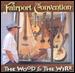 Fairport Convention
THE WOOD & THE WIRE